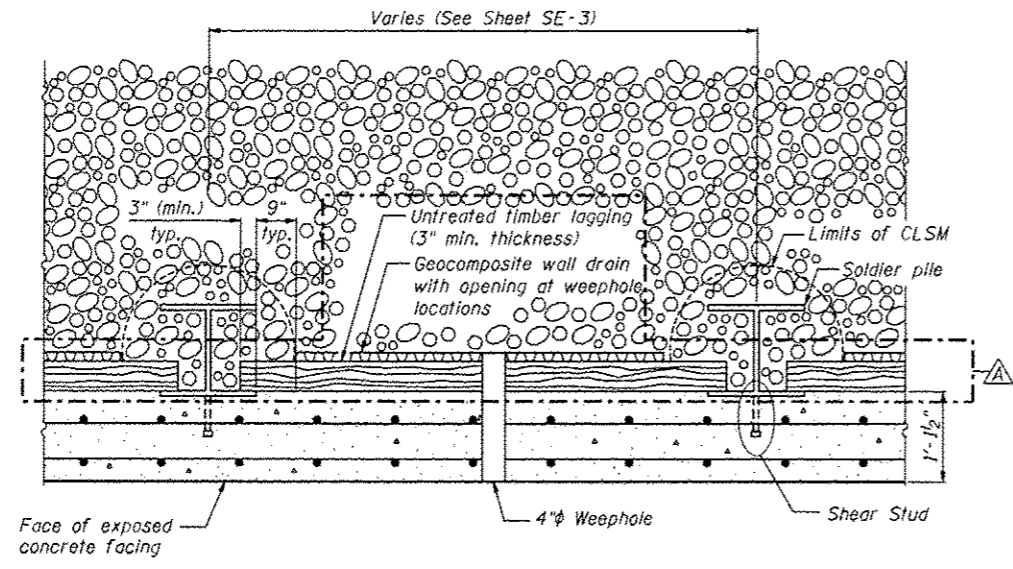 Varies (See Sheet SE-3)
3" (min.)
typ.
9"
typ.
Untreated timber lagging
(3" min. thickness)
Geocomposite wall drain
with opening at weephole
locations
Limits of CLSM
Soldier pile
A
1'-1½"
Face of exposed
concrete facing
4"ϕ Weephole
Shear Stud